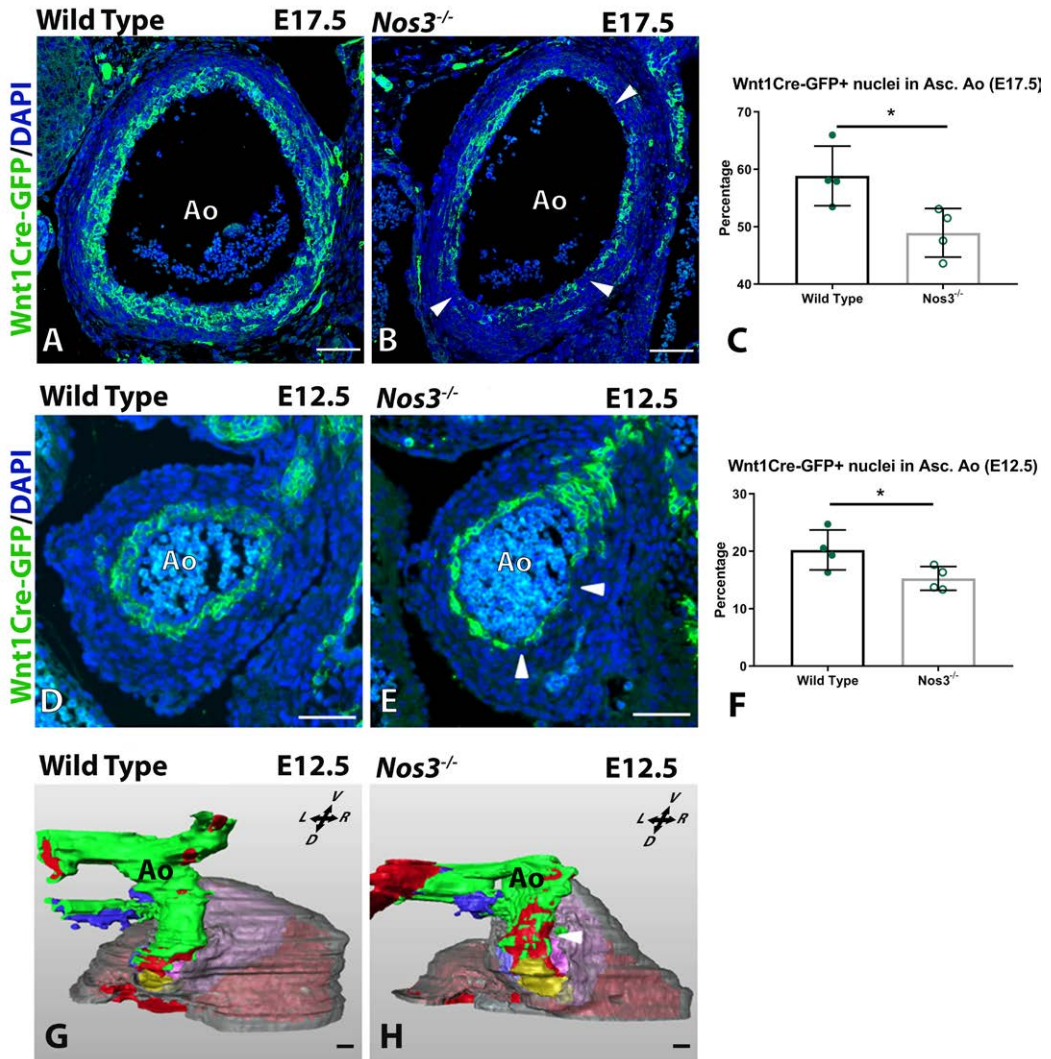 Wild Type E17.5
Nos3-/- E17.5
Wnt1Cre-GFP/DAPI
Ao
A
Ao
B
Wnt1Cre-GFP+ nuclei in Asc. Ao (E17.5)
*
Percentage
70
60
50
40
Wild Type
Nos3-/-
C
Wild Type E12.5
Nos3-/- E12.5
Wnt1Cre-GFP/DAPI
Ao
D
Ao
E
Wnt1Cre-GFP+ nuclei in Asc. Ao (E12.5)
*
Percentage
30
20
10
0
Wild Type
Nos3-/-
F
Wild Type E12.5
Nos3-/- E12.5
V
L R
D
Ao
G
V
L R
D
Ao
H